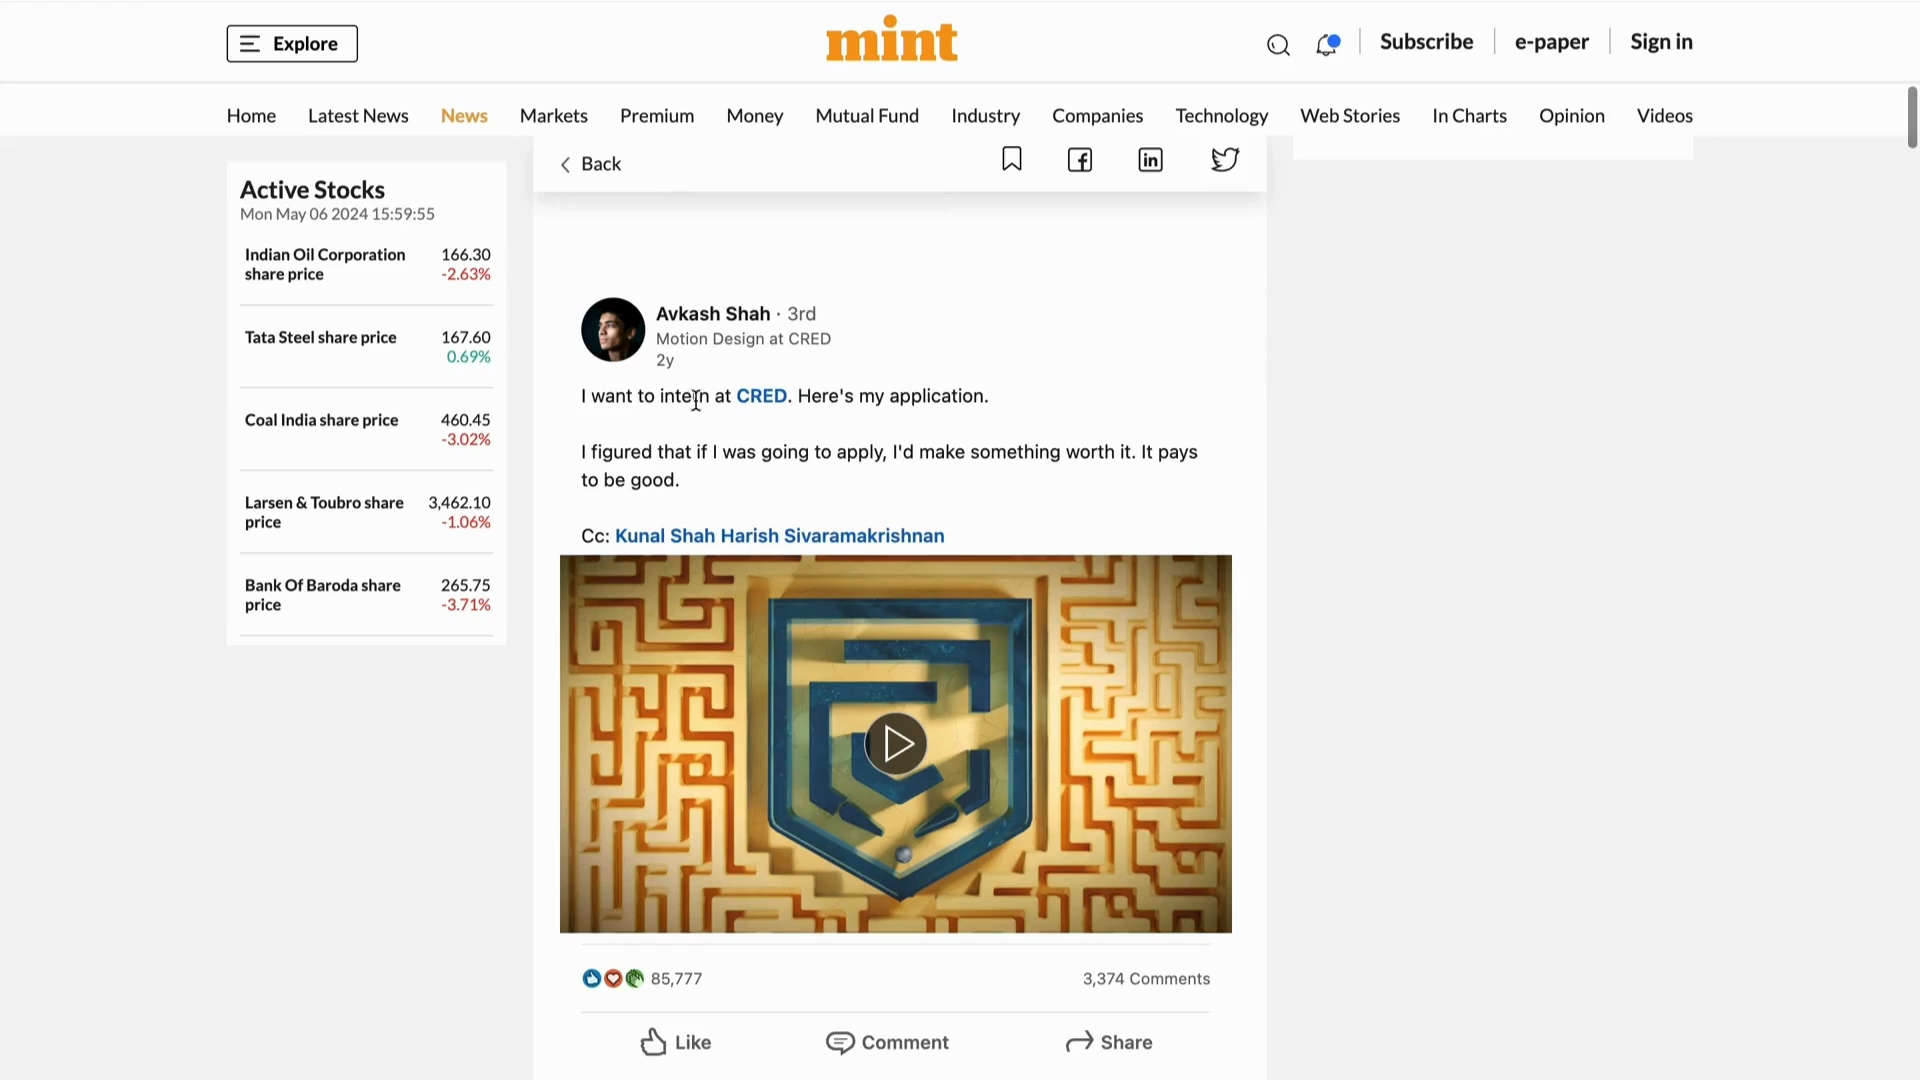 Explore
mint
Subscribe
e-paper
Sign in
Home
Latest News
News
Markets
Premium
Money
Mutual Fund
Industry
Companies
Technology
Web Stories
In Charts
Opinion
Videos
Back
Active Stocks
Mon May 06 2024 15:59:55
Indian Oil Corporation
share price
166.30
-2.63%
Tata Steel share price
167.60
0.69%
Coal India share price
460.45
-3.02%
Larsen & Toubro share
price
3,462.10
-1.06%
Bank Of Baroda share
price
265.75
-3.71%
Avkash Shah · 3rd
Motion Design at CRED
2y
I want to intern at CRED. Here's my application.
I figured that if I was going to apply, I'd make something worth it. It pays
to be good.
Cc: Kunal Shah Harish Sivaramakrishnan
85,777
3,374 Comments
Like
Comment
Share